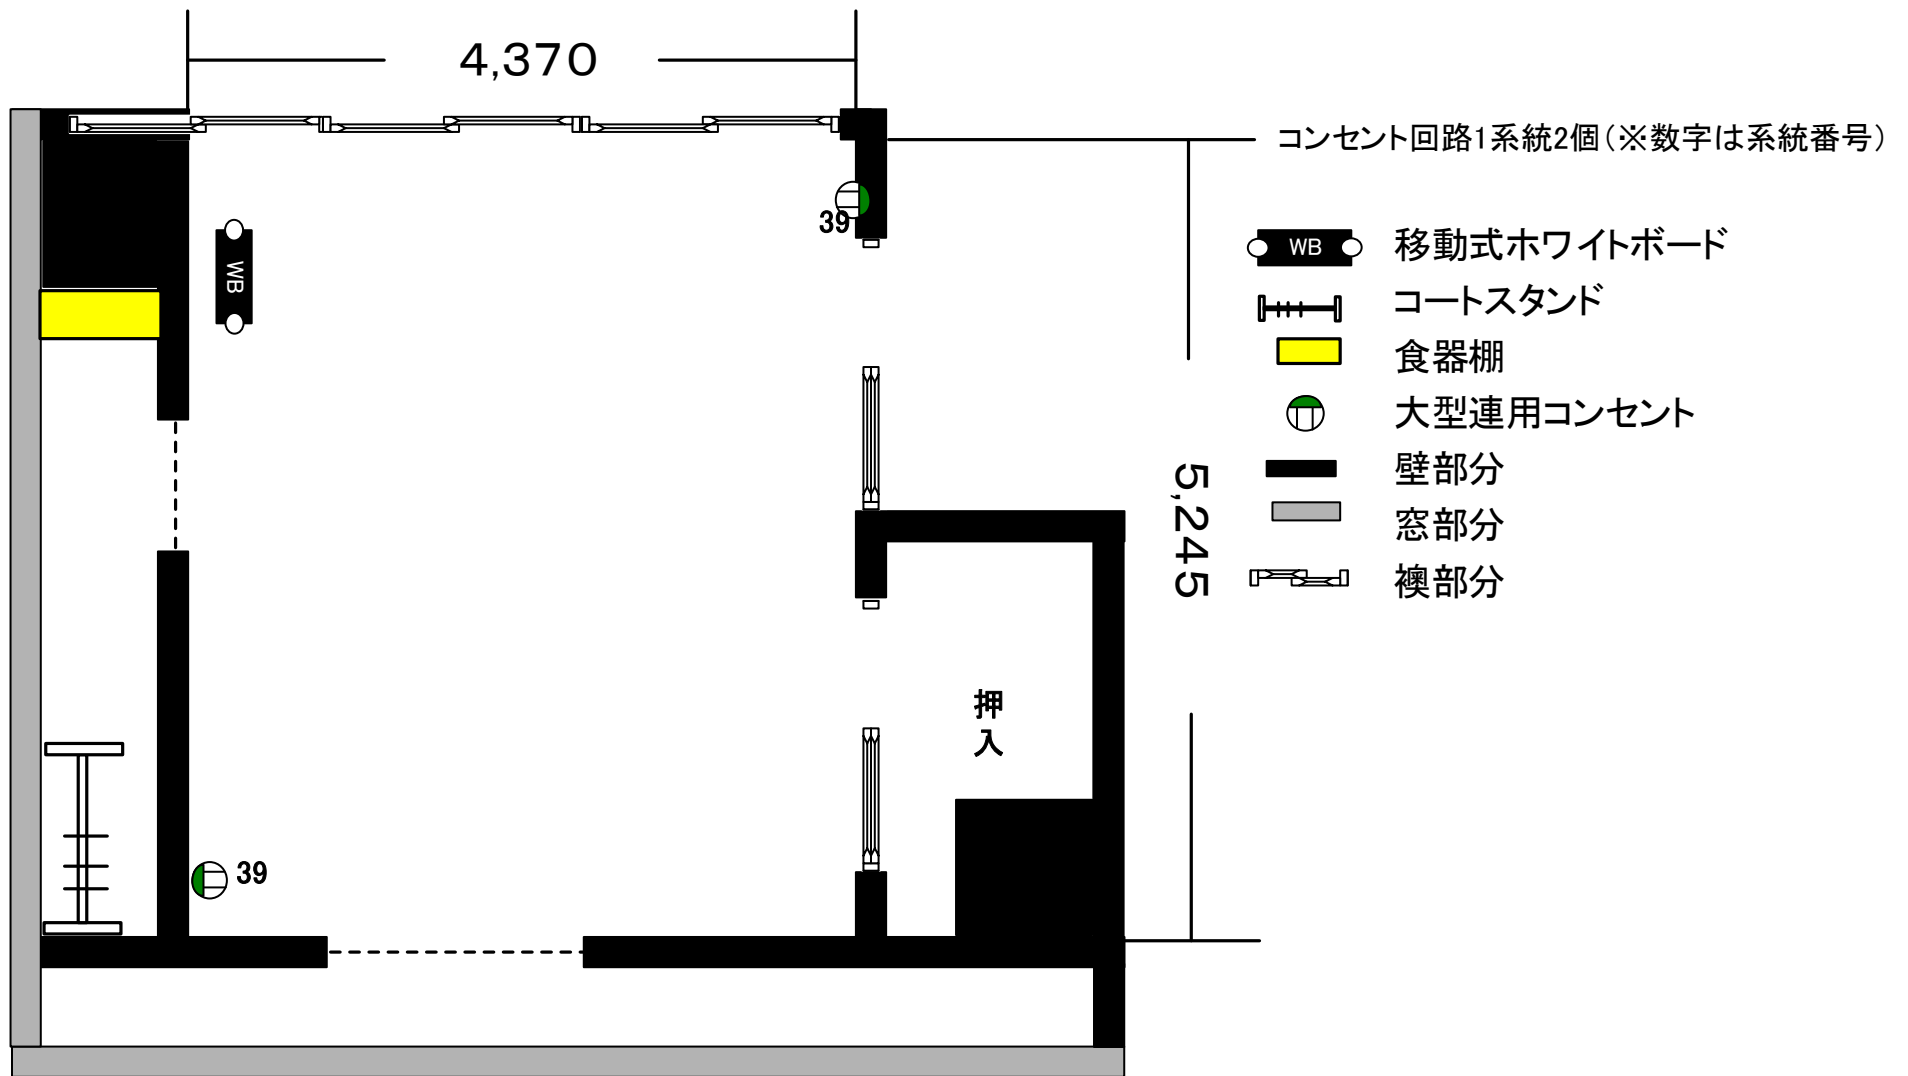 4,370
コンセント回路1系統2個（※数字は系統番号）
39
WB
WB
移動式ホワイトボード
コートスタンド
食器棚
大型連用コンセント
壁部分
窓部分
襖部分
5,245
押
入
39